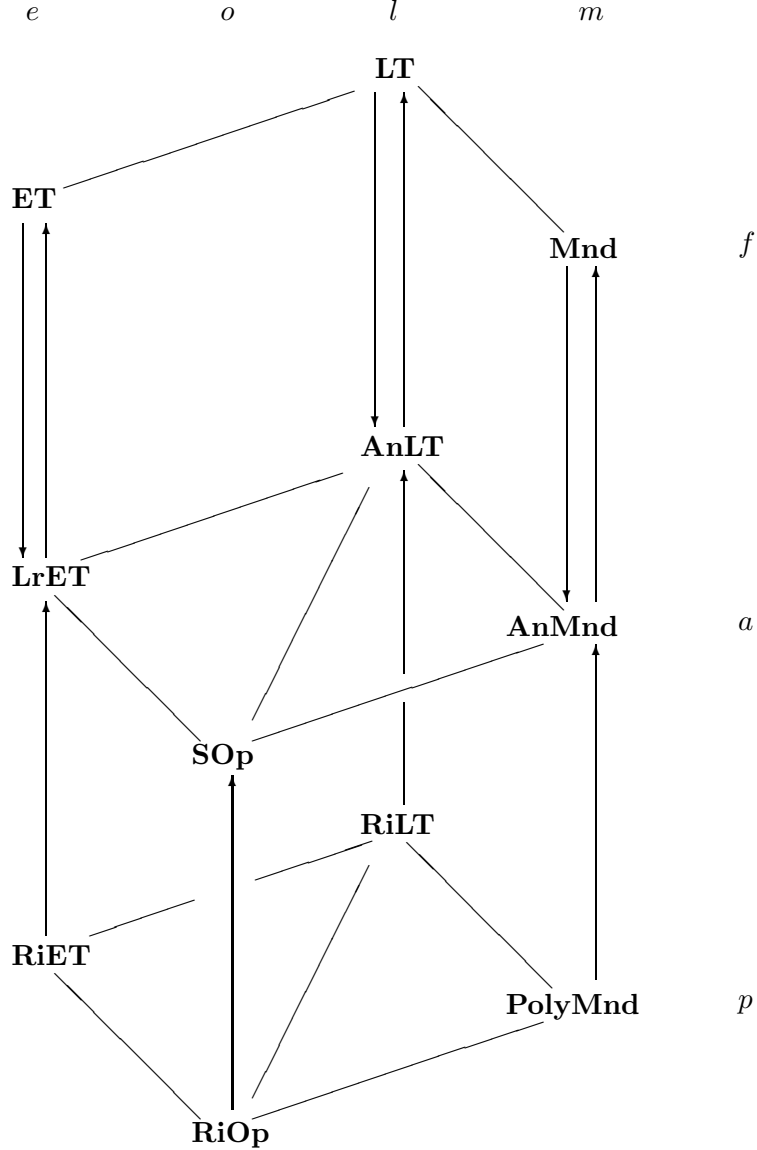 e o l m
LT
ET
Mnd f
AnLT
LrET
AnMnd a
SOp
RiLT
RiET
PolyMnd p
RiOp